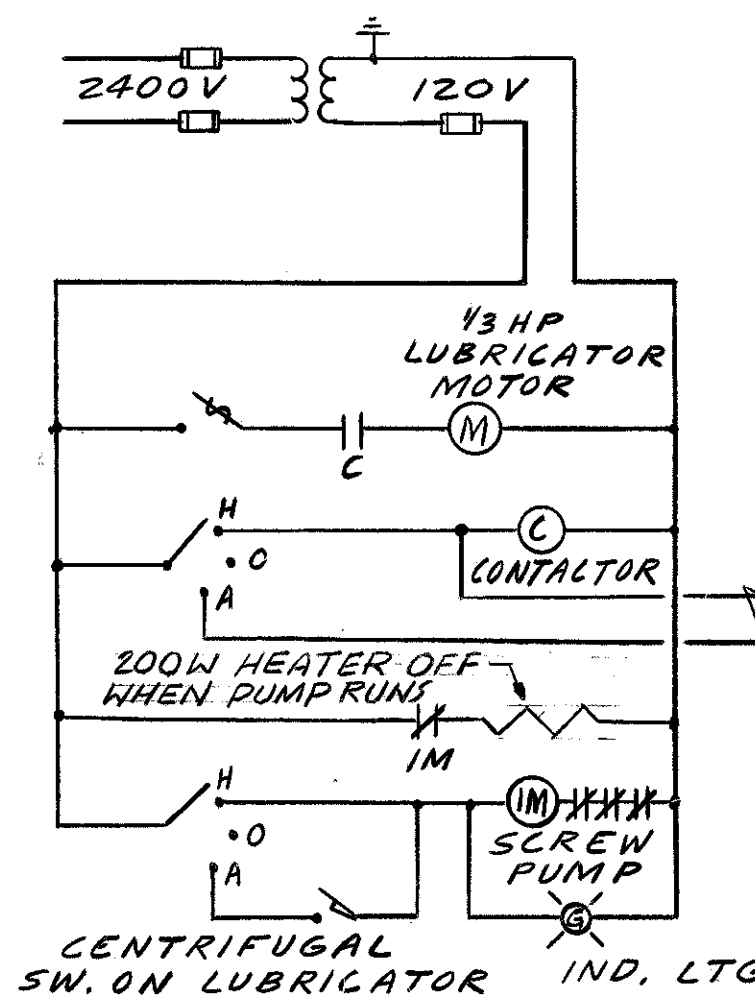 2400V
120V
1/3 HP
LUBRICATOR
MOTOR
M
C
H
O
A
C
CONTACTOR
200W HEATER OFF
WHEN PUMP RUNS
1M
H
O
A
1M
SCREW
PUMP
G
CENTRIFUGAL
SW. ON LUBRICATOR
IND. LTG